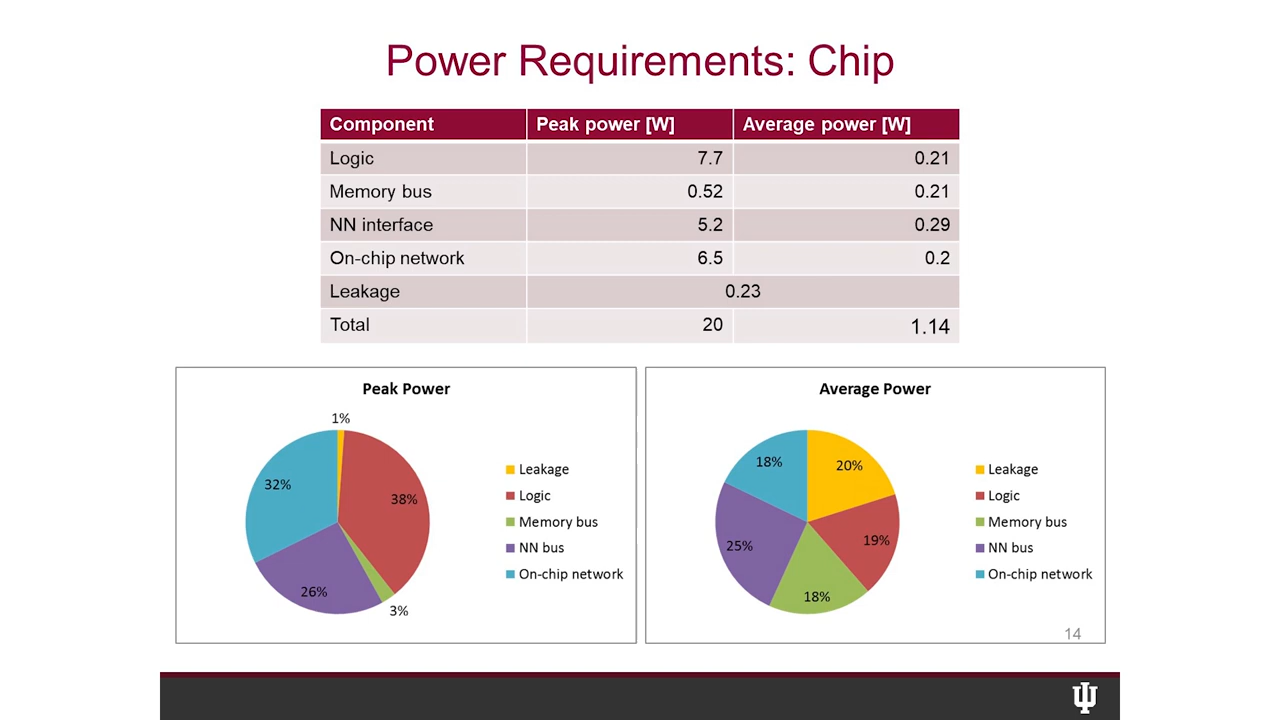 Power Requirements: Chip
Component Peak power [W] Average power [W]
Logic 7.7 0.21
Memory bus 0.52 0.21
NN interface 5.2 0.29
On-chip network 6.5 0.2
Leakage 0.23
Total 20 1.14
Peak Power
1%
32%
38%
26%
3%
Leakage
Logic
Memory bus
NN bus
On-chip network
Average Power
18%
20%
25%
19%
18%
Leakage
Logic
Memory bus
NN bus
On-chip network
14